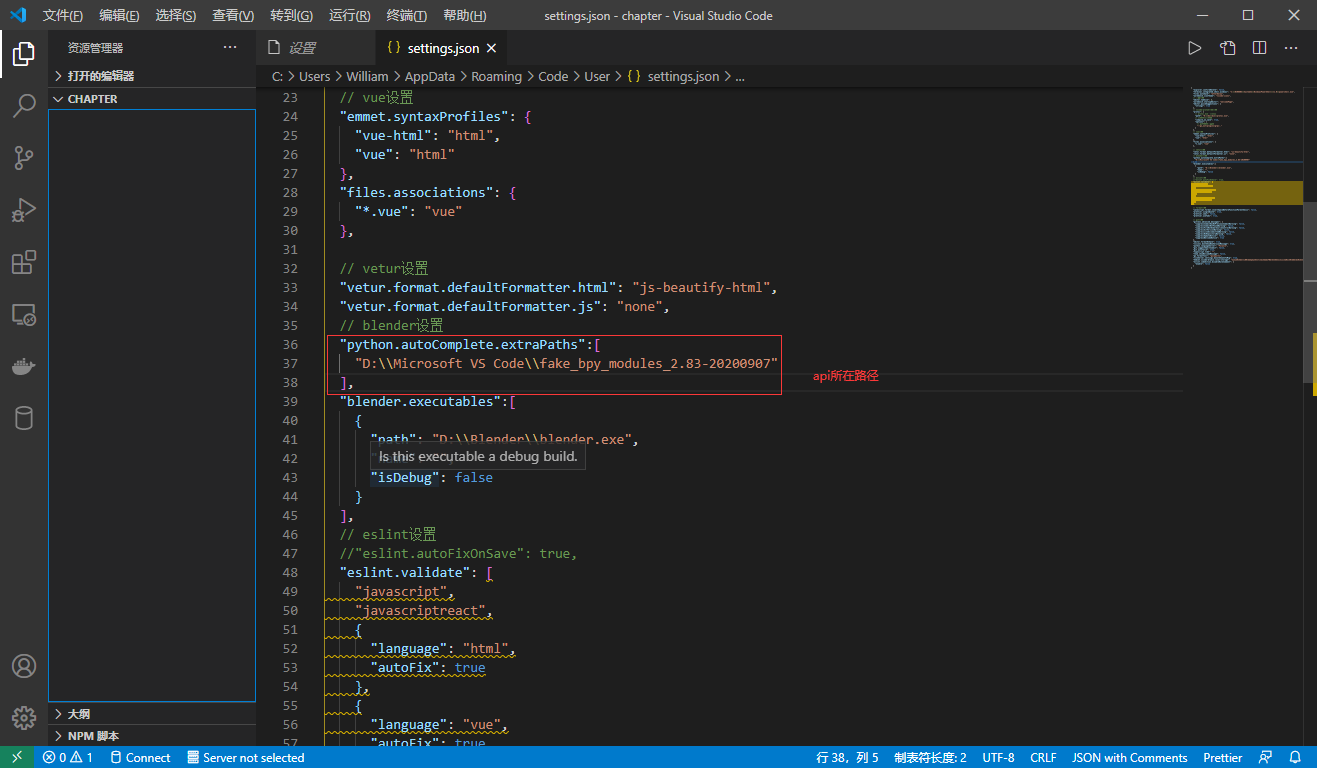 文件(F) 编辑(E) 选择(S) 查看(V) 转到(G) 运行(R) 终端(T) 帮助(H) settings.json - chapter - Visual Studio Code
资源管理器
打开的编辑器
CHAPTER
大纲
NPM 脚本
设置
{ } settings.json
C: > Users > William > AppData > Roaming > Code > User > { } settings.json > ...
23 // vue设置
24 "emmet.syntaxProfiles": {
25 "vue-html": "html",
26 "vue": "html"
27 },
28 "files.associations": {
29 "*.vue": "vue"
30 },
31
32 // vetur设置
33 "vetur.format.defaultFormatter.html": "js-beautify-html",
34 "vetur.format.defaultFormatter.js": "none",
35 // blender设置
36 "python.autoComplete.extraPaths":[
37 "D:\\Microsoft VS Code\\fake_bpy_modules_2.83-20200907"
38 ],
api所在路径
39 "blender.executables":[
40 {
41 "path": "D:\\Blender\\blender.exe",
42
Is this executable a debug build.
43 "isDebug": false
44 }
45 ],
46 // eslint设置
47 //"eslint.autoFixOnSave": true,
48 "eslint.validate": [
49 "javascript",
50 "javascriptreact",
51 {
52 "language": "html",
53 "autoFix": true
54 },
55 {
56 "language": "vue",
57 "autoFix": true
0 1 Connect Server not selected 行 38，列 5 制表符长度: 2 UTF-8 CRLF JSON with Comments Prettier